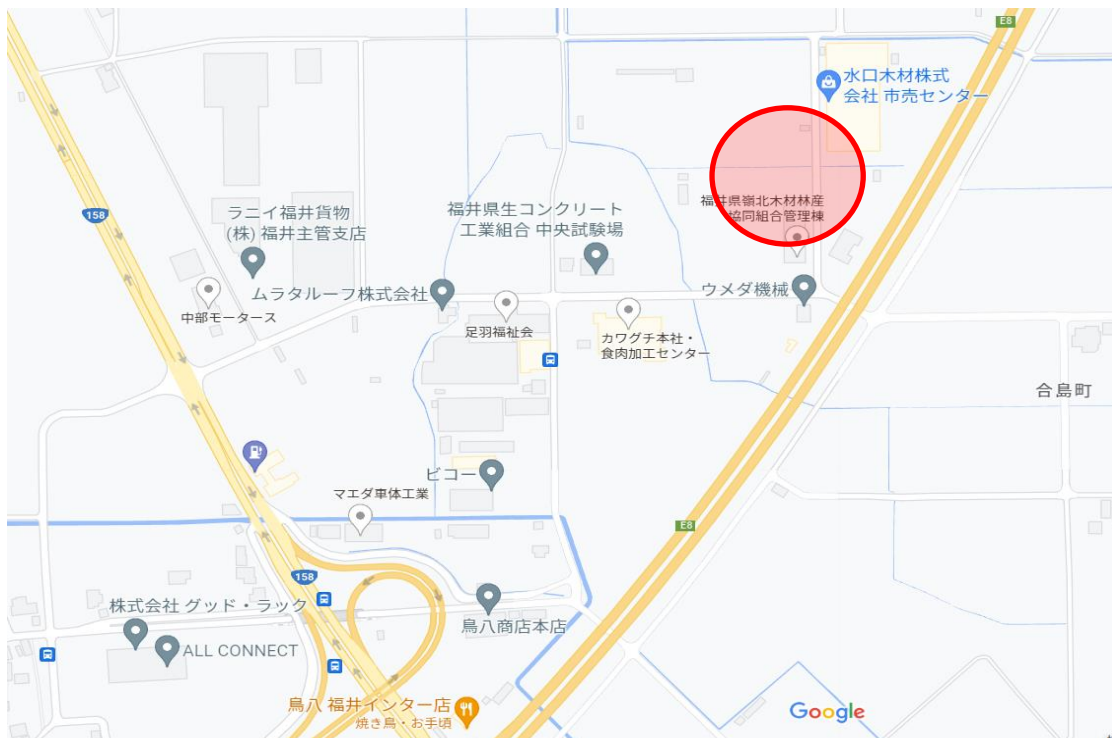 E8
水口木材株式
会社 市売センター
158
ラニイ福井貨物
(株) 福井主管支店
福井県生コンクリート
工業組合 中央試験場
福井県嶺北木材林産
協同組合管理棟
ムラタルーフ株式会社
ウメダ機械
中部モータース
足羽福祉会
カワグチ本社・
食肉加工センター
合島町
ビコー
マエダ車体工業
E8
158
株式会社 グッド・ラック
鳥八商店本店
ALL CONNECT
鳥八 福井インター店
焼き鳥・お手頃
Google